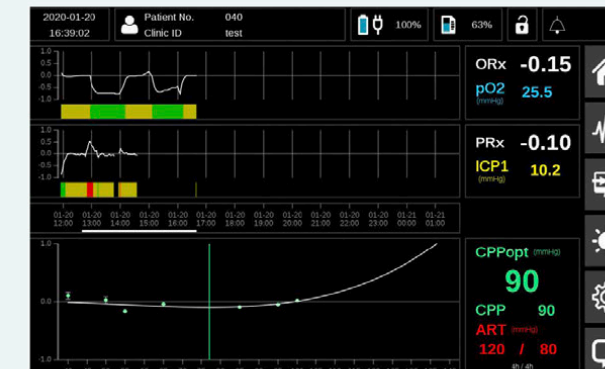 2020-01-20
16:39:02
Patient No. 040
Clinic ID test
100%
63%
1.0
0.5
0.0
-0.5
-1.0
ORx -0.15
pO2 25.5
(mmHg)
1.0
0.5
0.0
-0.5
-1.0
PRx -0.10
ICP1 10.2
(mmHg)
01-20 01-20 01-20 01-20 01-20 01-20 01-20 01-20 01-20 01-20 01-20 01-20 01-21 01-21
12:00 13:00 14:00 15:00 16:00 17:00 18:00 19:00 20:00 21:00 22:00 23:00 00:00 01:00
1.0
0.0
-1.0
CPPopt (mmHg)
90
CPP 90
ART (mmHg)
120 / 80
4h / 4h